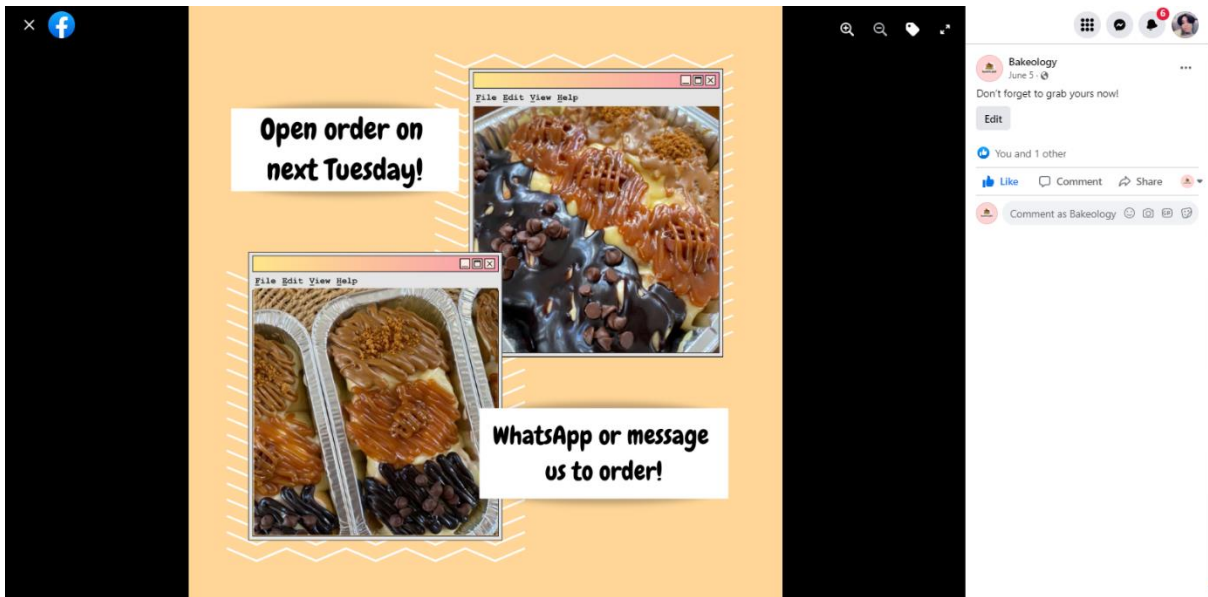 Open order on
next Tuesday!
File Edit View Help
File Edit View Help
WhatsApp or message
us to order!
6
Bakeology
June 5 ·
Don't forget to grab yours now!
Edit
You and 1 other
Like Comment Share
Comment as Bakeology